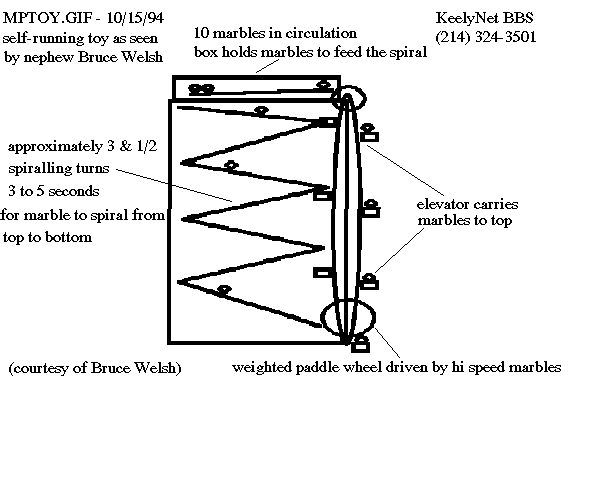 MPTOY.GIF - 10/15/94
self-running toy as seen
by nephew Bruce Welsh
10 marbles in circulation
box holds marbles to feed the spiral
KeelyNet BBS
(214) 324-3501
approximately 3 & 1/2
spiralling turns
3 to 5 seconds
for marble to spiral from
top to bottom
elevator carries
marbles to top
(courtesy of Bruce Welsh)
weighted paddle wheel driven by hi speed marbles